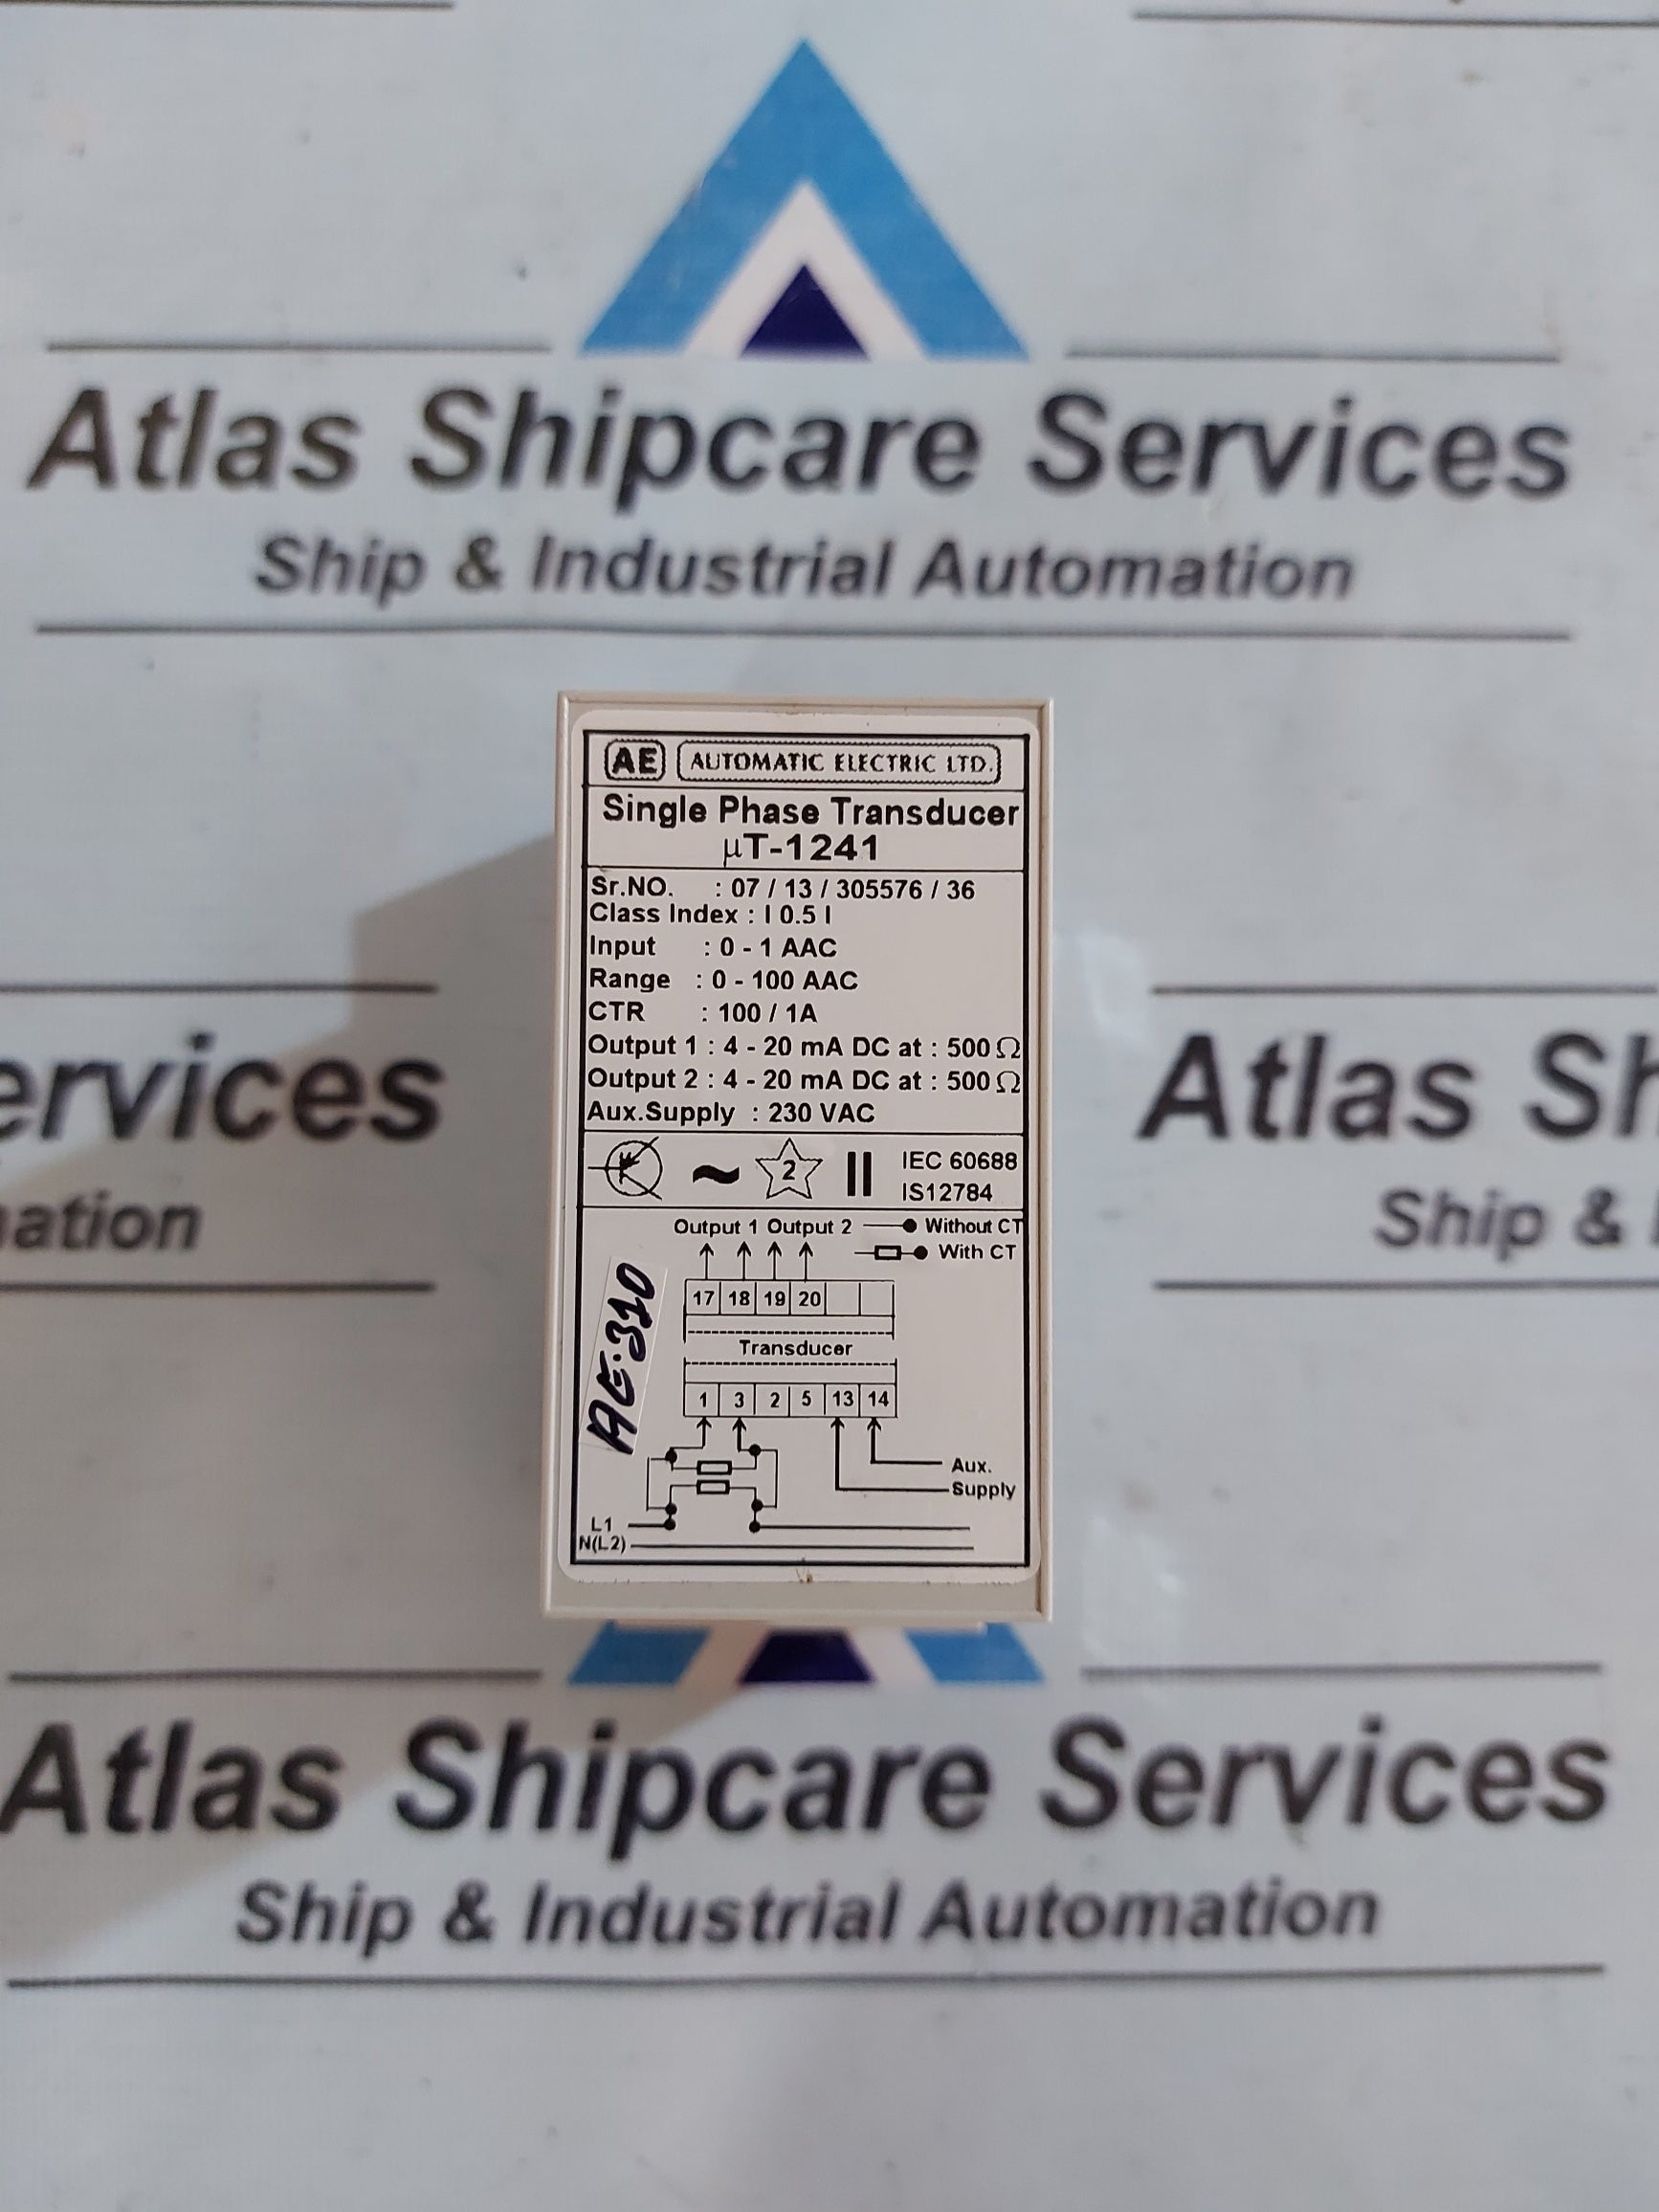 Atlas Shipcare Services
Ship & Industrial Automation
AE AUTOMATIC ELECTRIC LTD.
Single Phase Transducer
µT-1241
Sr.NO. : 07 / 13 / 305576 / 36
Class Index : I 0.5 I
Input : 0 - 1 AAC
Range : 0 - 100 AAC
CTR : 100 / 1A
Output 1 : 4 - 20 mA DC at : 500 Ω
Output 2 : 4 - 20 mA DC at : 500 Ω
Aux.Supply : 230 VAC
2 IEC 60688
IS12784
Output 1 Output 2 Without CT
With CT
17 18 19 20
Transducer
1 3 2 5 13 14
Aux.
Supply
L1
N(L2)
AE.310
ervices
ation
Atlas Sh
Ship &
Atlas Shipcare Services
Ship & Industrial Automation